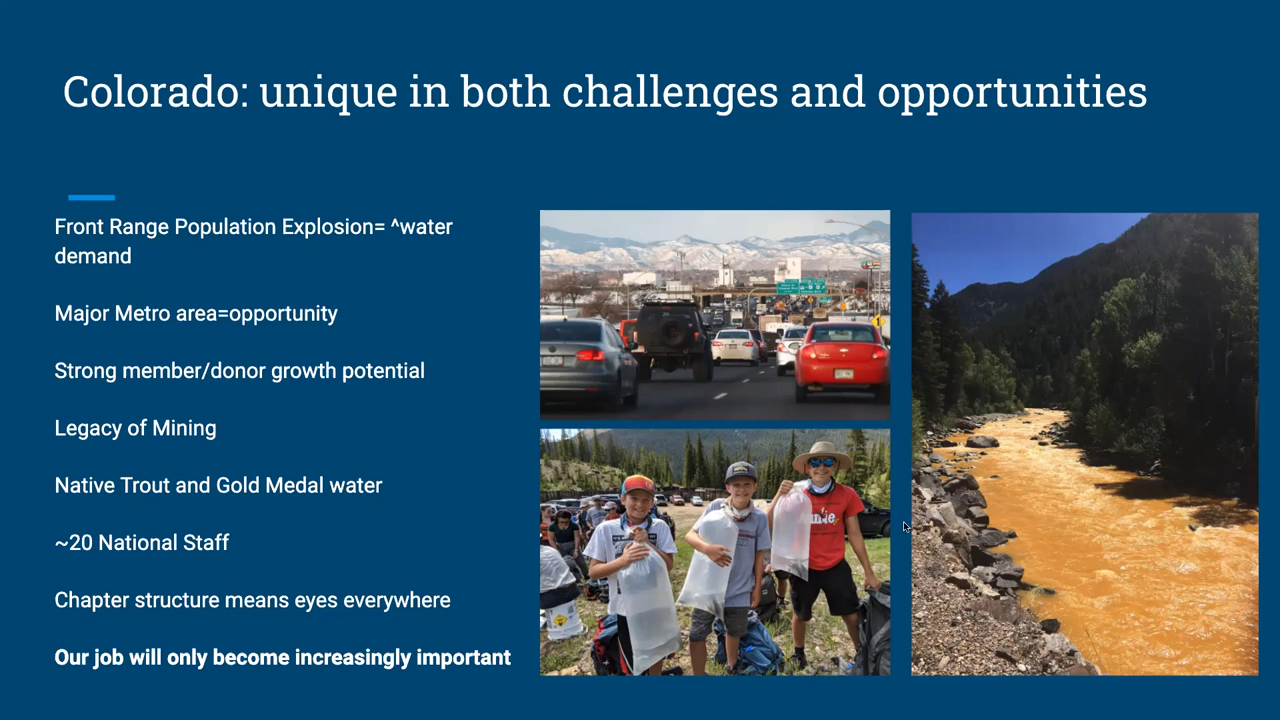 Colorado: unique in both challenges and opportunities
Front Range Population Explosion= ^water
demand
Major Metro area=opportunity
Strong member/donor growth potential
Legacy of Mining
Native Trout and Gold Medal water
~20 National Staff
Chapter structure means eyes everywhere
Our job will only become increasingly important